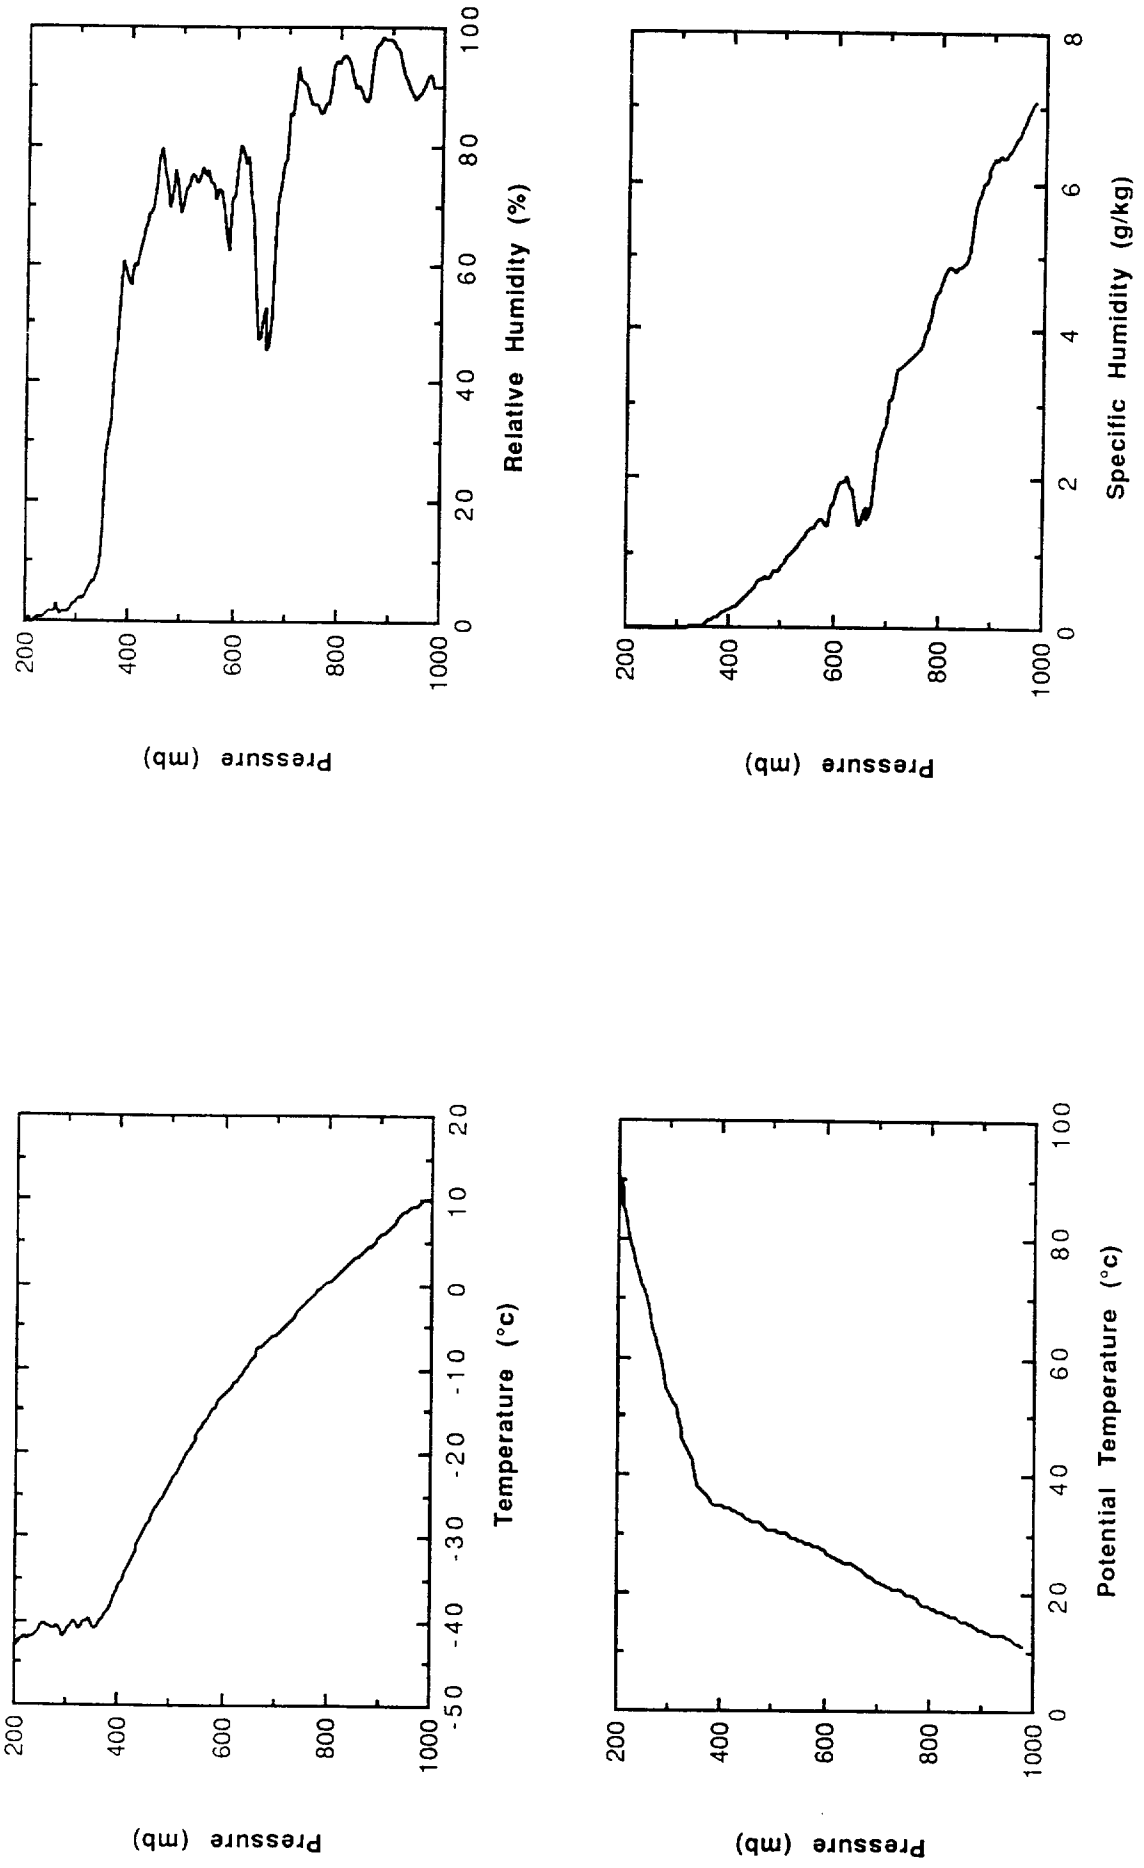 Pressure (mb)
200
400
600
800
1000
-50 -40 -30 -20 -10 0 10 20
Temperature (°c)
Pressure (mb)
200
400
600
800
1000
0 20 40 60 80 100
Relative Humidity (%)
Pressure (mb)
200
400
600
800
1000
0 20 40 60 80 100
Potential Temperature (°c)
Pressure (mb)
200
400
600
800
1000
0 2 4 6 8
Specific Humidity (g/kg)